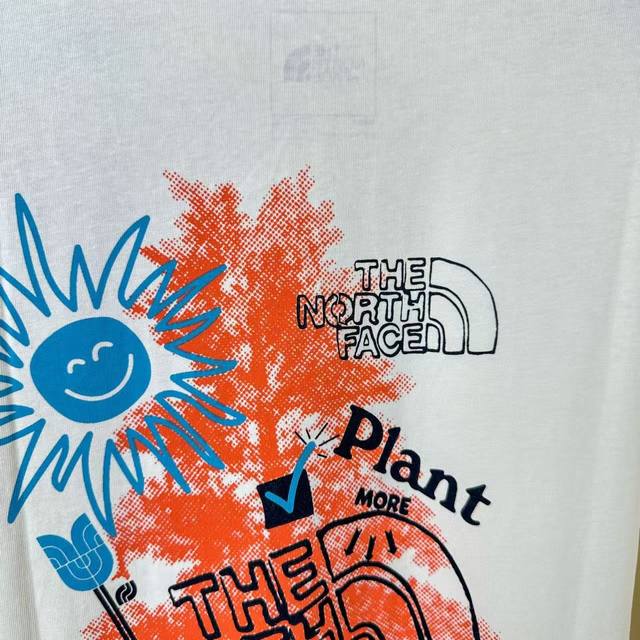 THE
NORTH
FACE
Plant
MORE
THE